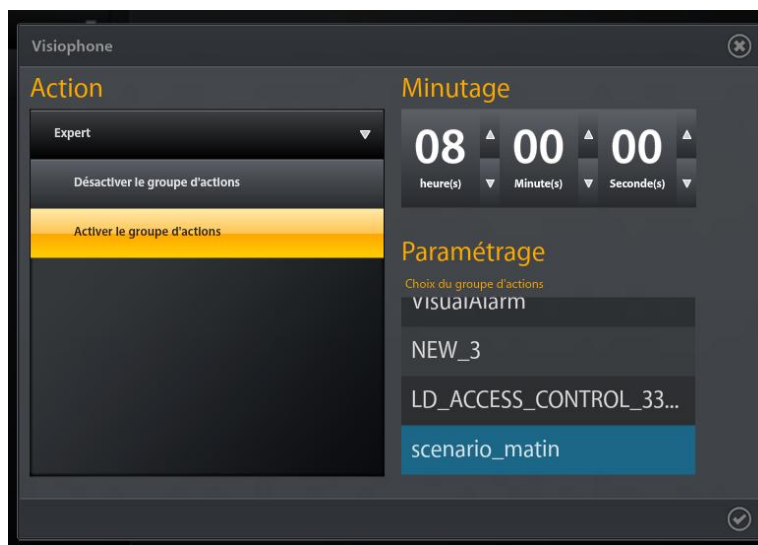 Visiophone
Action
Expert
Désactiver le groupe d'actions
Activer le groupe d'actions
Minutage
08 00 00
heure(s) Minute(s) Seconde(s)
Paramétrage
Choix du groupe d'actions
VisualAlarm
NEW_3
LD_ACCESS_CONTROL_33...
scenario_matin